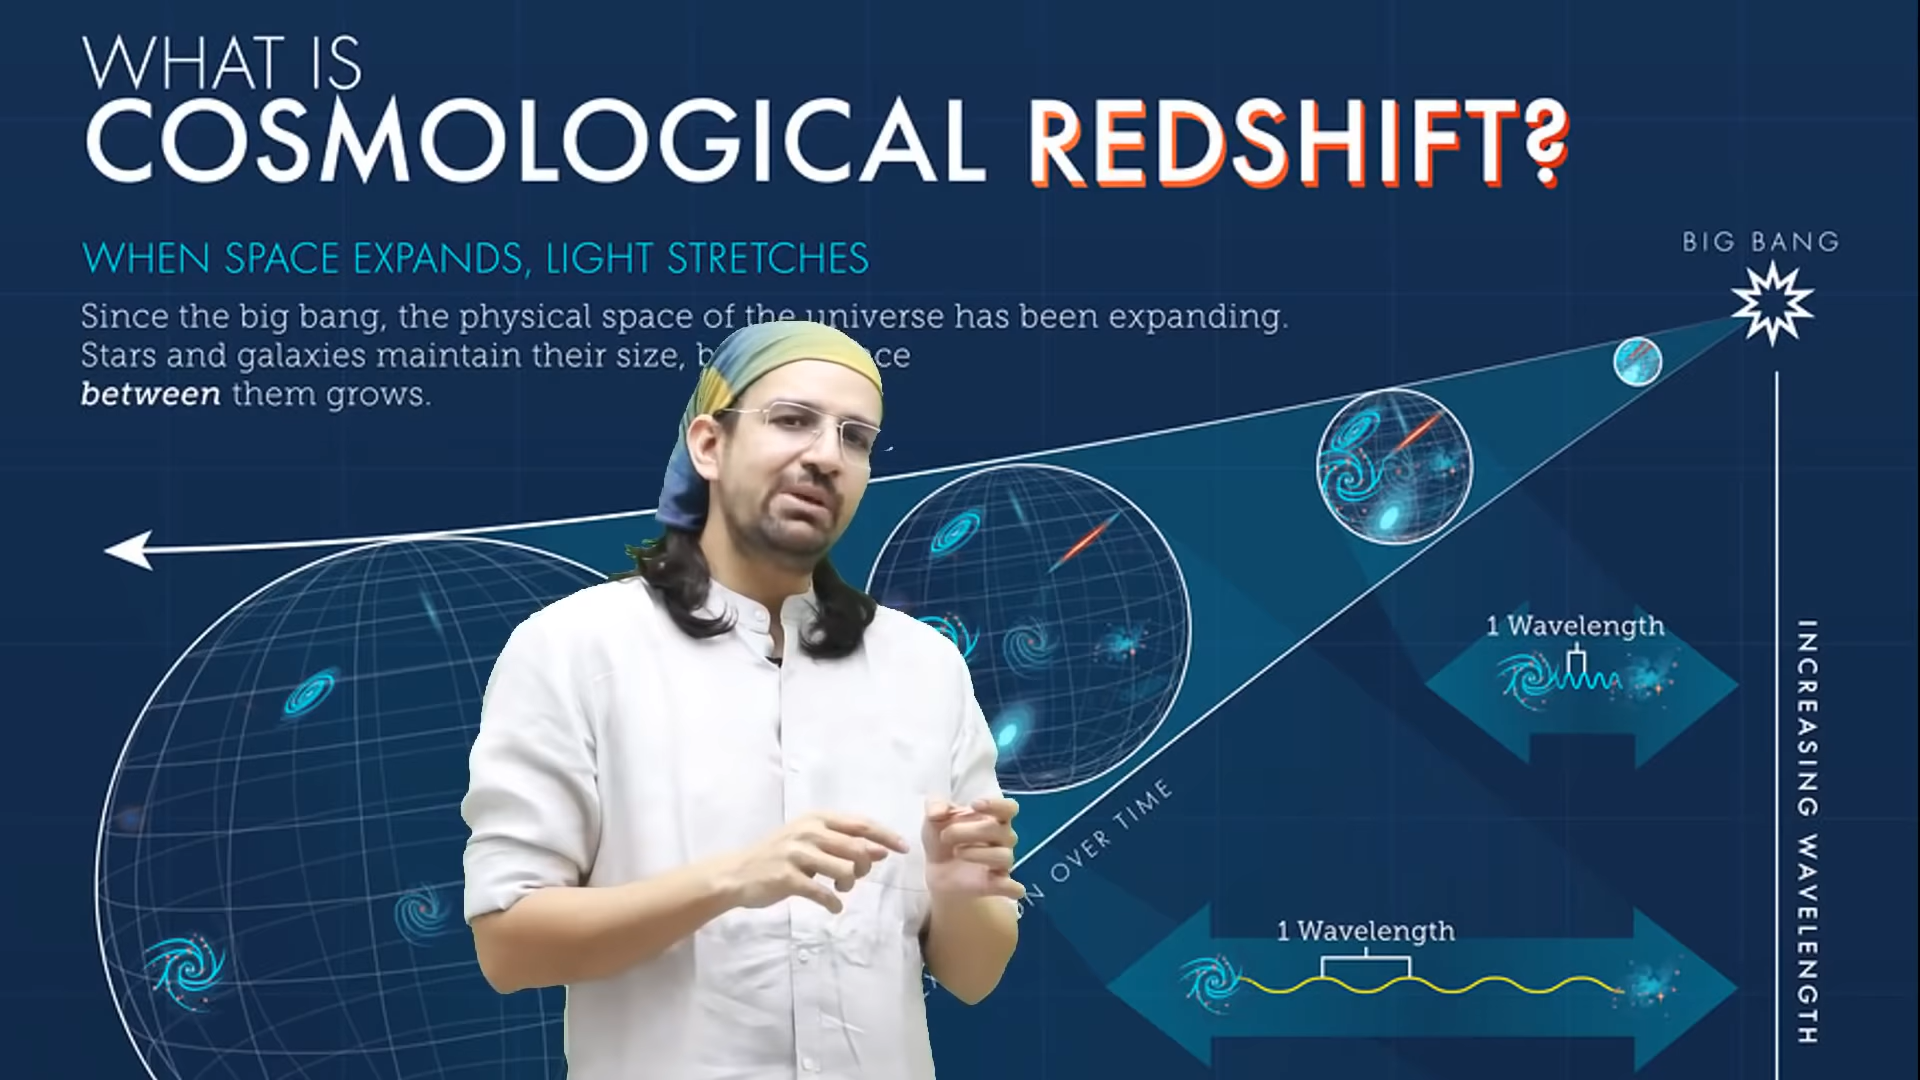 WHAT IS
COSMOLOGICAL REDSHIFT?
WHEN SPACE EXPANDS, LIGHT STRETCHES
Since the big bang, the physical space of the universe has been expanding.
Stars and galaxies maintain their size,
between them grows.
BIG BANG
1 Wavelength
OVER TIME
1 Wavelength
INCREASING WAVELENGTH